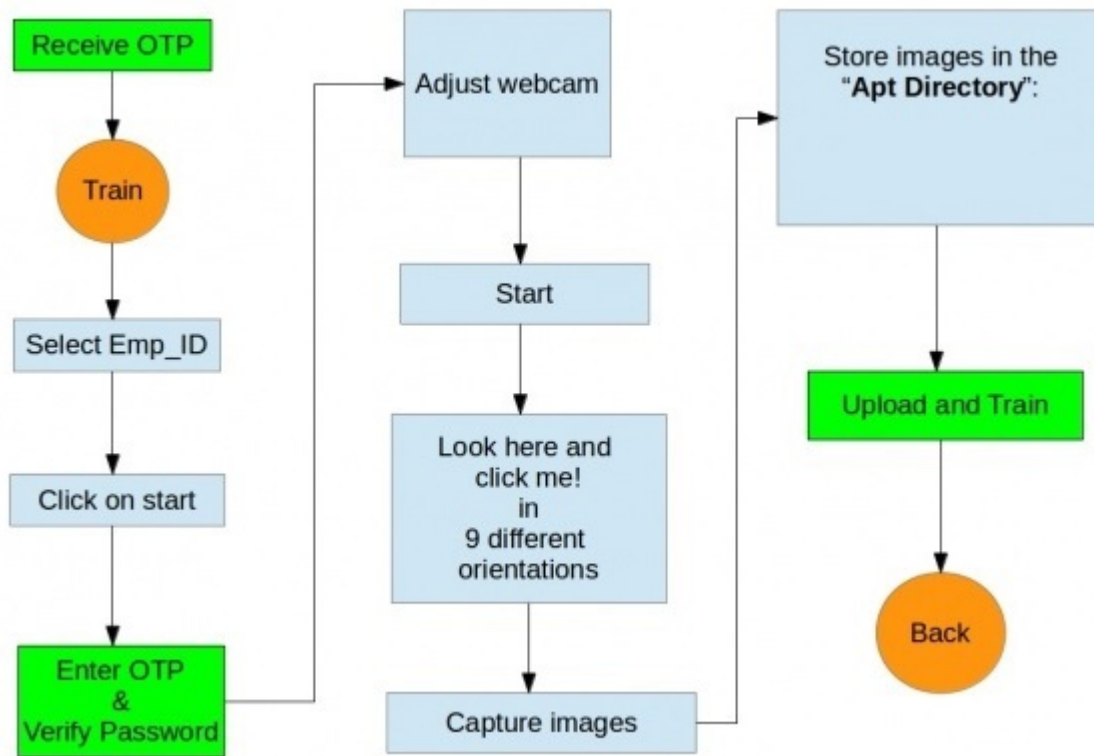 Receive OTP
Train
Select Emp_ID
Click on start
Enter OTP
&
Verify Password
Adjust webcam
Start
Look here and
click me!
in
9 different
orientations
Capture images
Store images in the
“Apt Directory”:
Upload and Train
Back